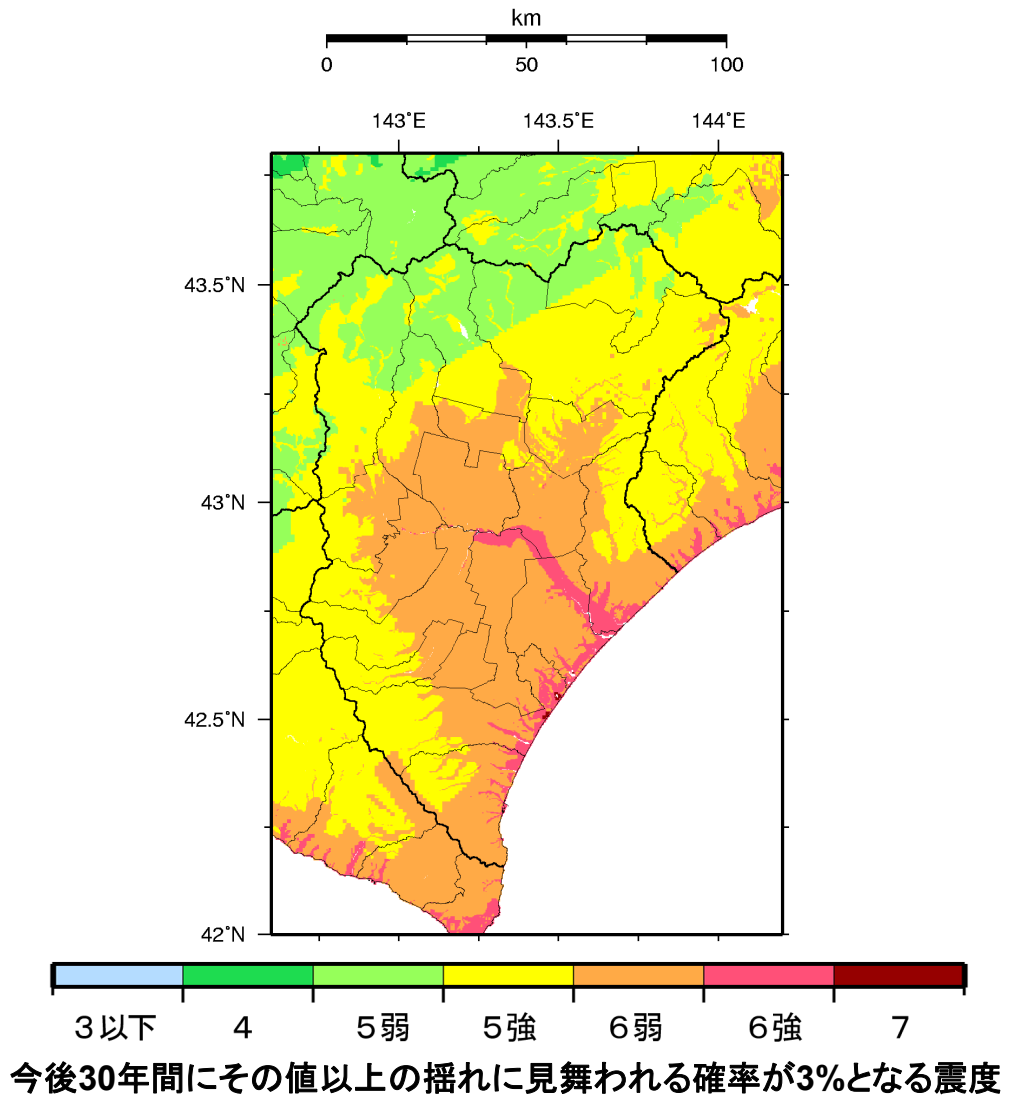 km
0 50 100
143°E 143.5°E 144°E
43.5°N
43°N
42.5°N
42°N
３以下 ４ ５弱 ５強 ６弱 ６強 ７
今後30年間にその値以上の揺れに見舞われる確率が3%となる震度